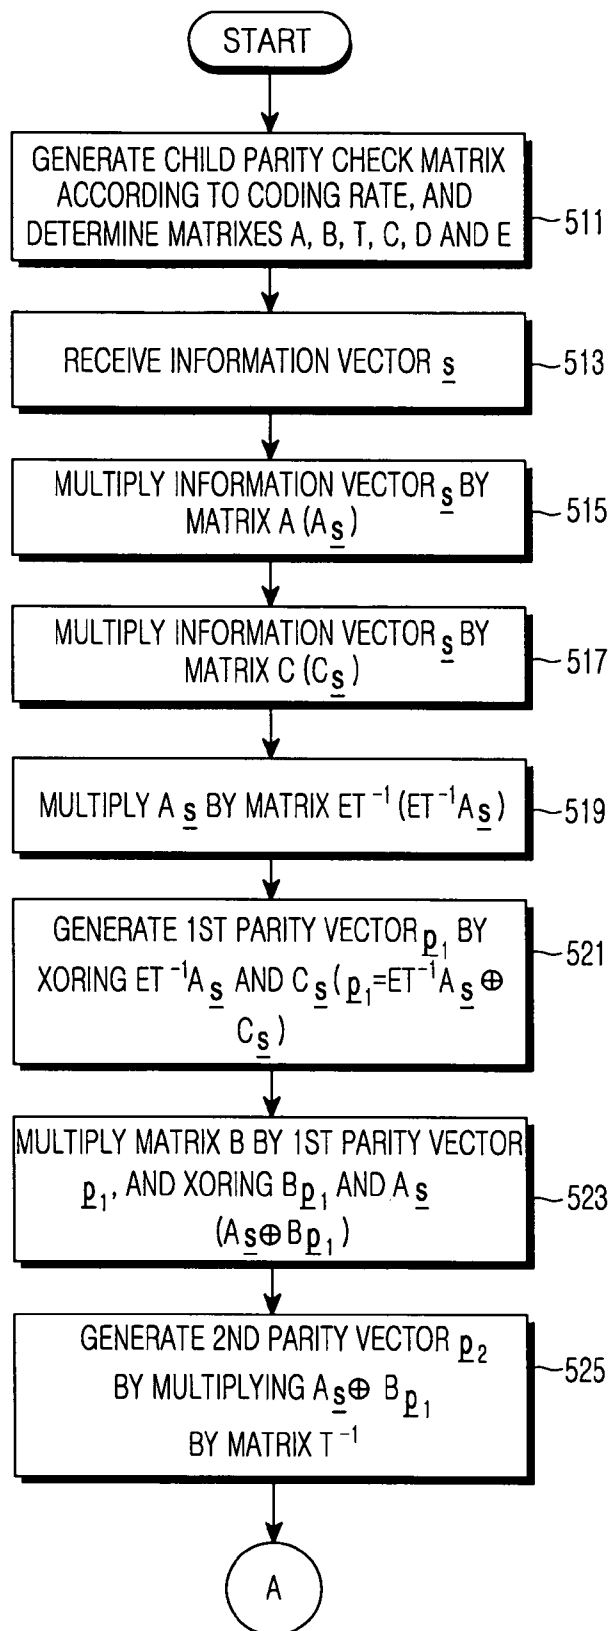 START
GENERATE CHILD PARITY CHECK MATRIX
ACCORDING TO CODING RATE, AND
DETERMINE MATRIXES A, B, T, C, D AND E
511
RECEIVE INFORMATION VECTOR s
513
MULTIPLY INFORMATION VECTOR s BY
MATRIX A (As)
515
MULTIPLY INFORMATION VECTOR s BY
MATRIX C (Cs)
517
MULTIPLY As BY MATRIX ET⁻¹ (ET⁻¹As)
519
GENERATE 1ST PARITY VECTOR p₁ BY
XORING ET⁻¹As AND Cs (p₁=ET⁻¹As ⊕
Cs)
521
MULTIPLY MATRIX B BY 1ST PARITY VECTOR
p₁, AND XORING Bp₁ AND As
(As⊕Bp₁)
523
GENERATE 2ND PARITY VECTOR p₂
BY MULTIPLYING As⊕ Bp₁
BY MATRIX T⁻¹
525
A